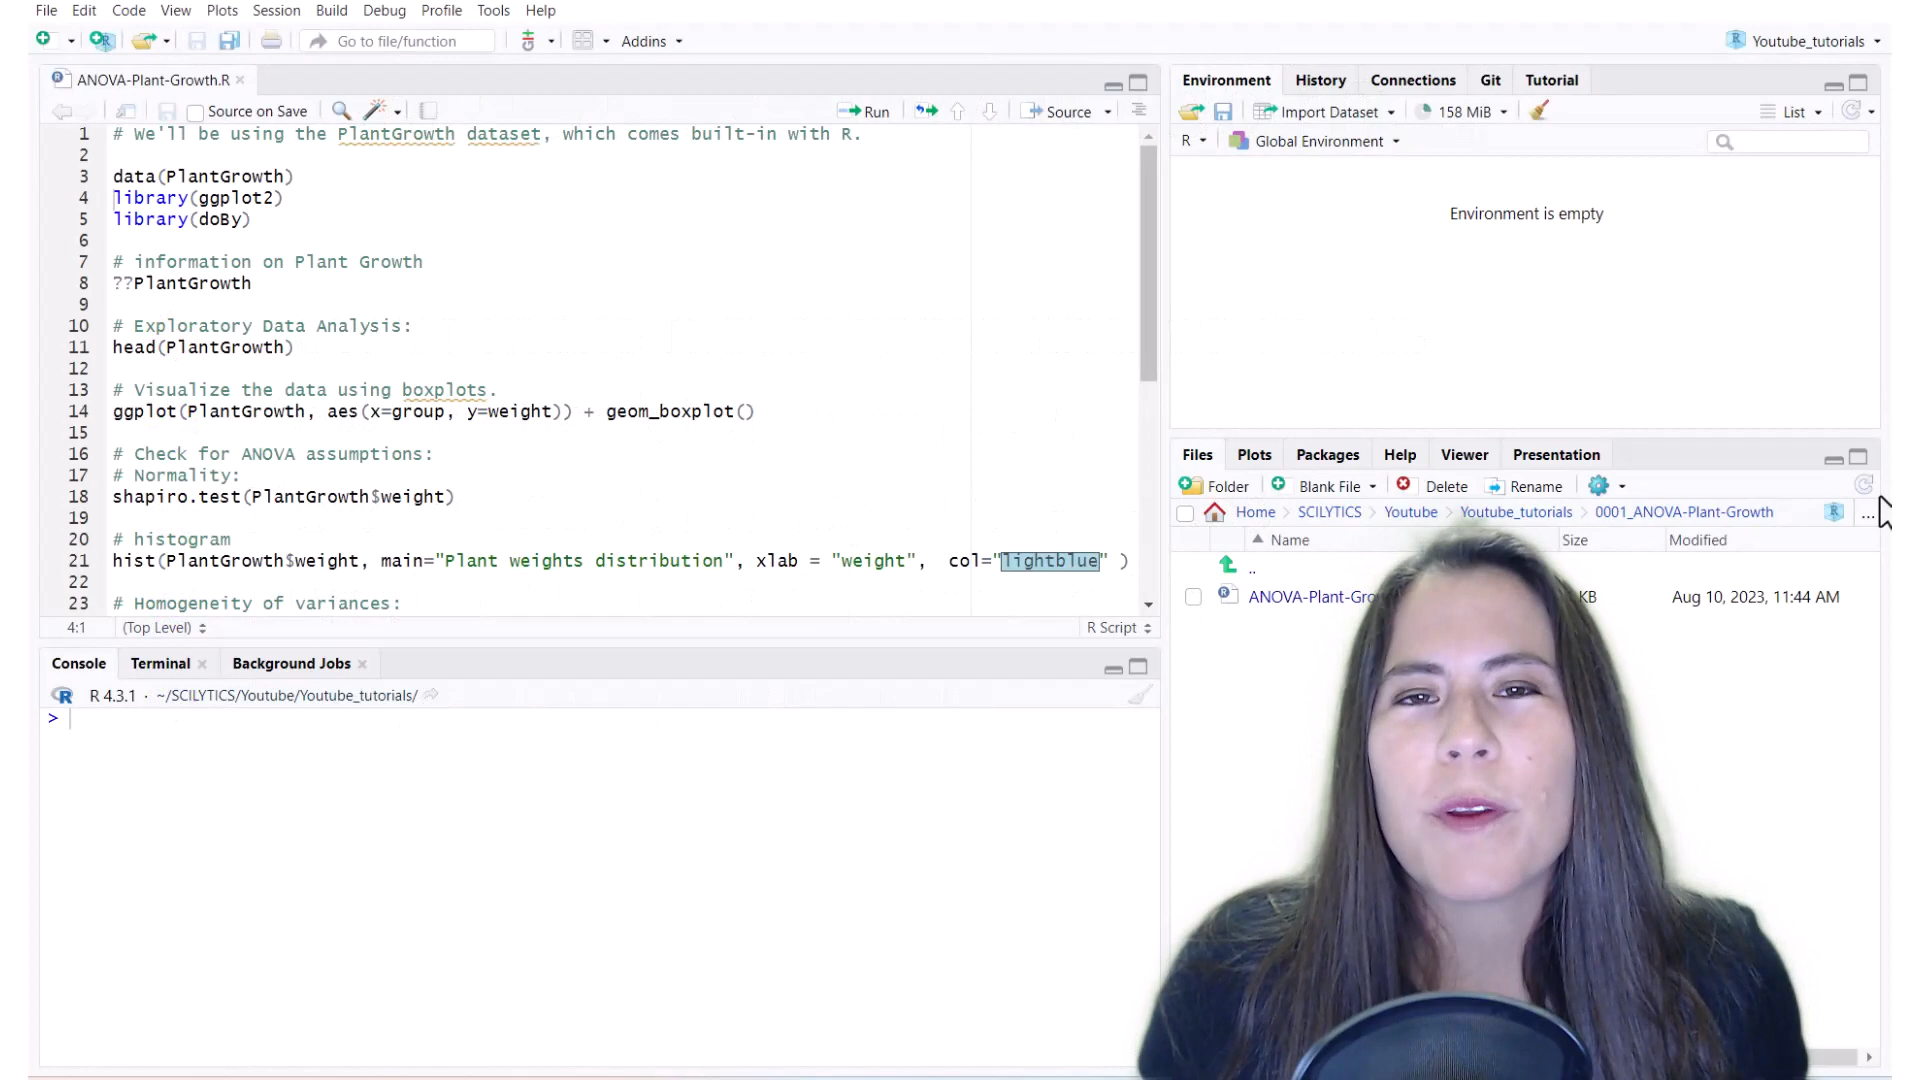 File Edit Code View Plots Session Build Debug Profile Tools Help
Go to file/function Addins Youtube_tutorials
ANOVA-Plant-Growth.R
Source on Save Run Source
1 # We'll be using the PlantGrowth dataset, which comes built-in with R.
2
3 data(PlantGrowth)
4 library(ggplot2)
5 library(doBy)
6
7 # information on Plant Growth
8 ??PlantGrowth
9
10 # Exploratory Data Analysis:
11 head(PlantGrowth)
12
13 # Visualize the data using boxplots.
14 ggplot(PlantGrowth, aes(x=group, y=weight)) + geom_boxplot()
15
16 # Check for ANOVA assumptions:
17 # Normality:
18 shapiro.test(PlantGrowth$weight)
19
20 # histogram
21 hist(PlantGrowth$weight, main="Plant weights distribution", xlab = "weight", col="lightblue" )
22
23 # Homogeneity of variances:
4:1 (Top Level) R Script
Console Terminal Background Jobs
R 4.3.1 · ~/SCILYTICS/Youtube/Youtube_tutorials/
>
Environment History Connections Git Tutorial
Import Dataset 158 MiB List
R Global Environment
Environment is empty
Files Plots Packages Help Viewer Presentation
Folder Blank File Delete Rename
Home SCILYTICS Youtube Youtube_tutorials 0001_ANOVA-Plant-Growth R ...
Name Size Modified
..
ANOVA-Plant-Gro KB Aug 10, 2023, 11:44 AM